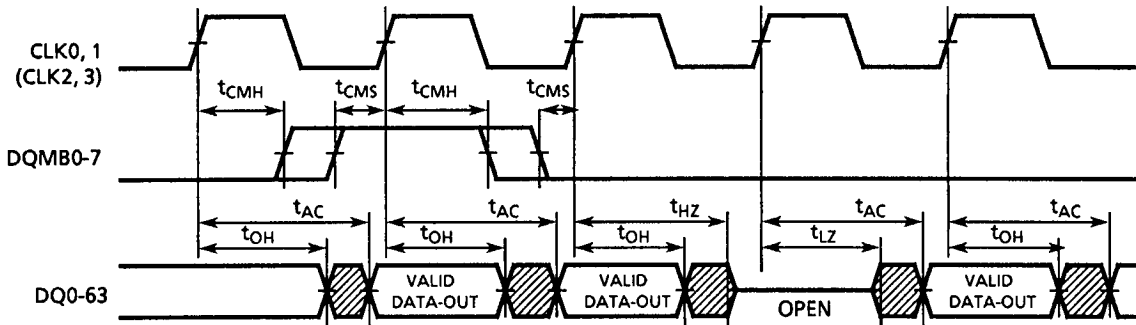 CLK0, 1
(CLK2, 3)
tCMH
tCMS
tCMH
tCMS
DQMB0-7
tAC
tAC
tHZ
tAC
tAC
tOH
tOH
tOH
tLZ
tOH
DQ0-63
VALID
DATA-OUT
VALID
DATA-OUT
OPEN
VALID
DATA-OUT